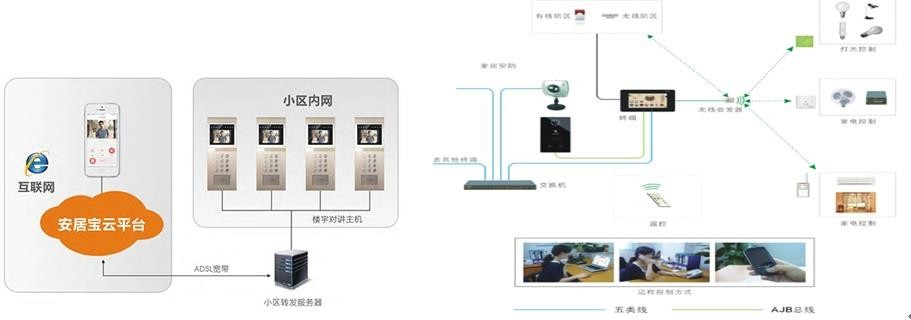 互联网
安居宝云平台
小区内网
楼宇对讲主机
ADSL宽带
小区转发服务器
有线防区
无线防区
家居安防
终端
无线收发器
灯光控制
家电控制
去其他终端
交换机
遥控
家电控制
远程控制方式
五类线
AJB总线